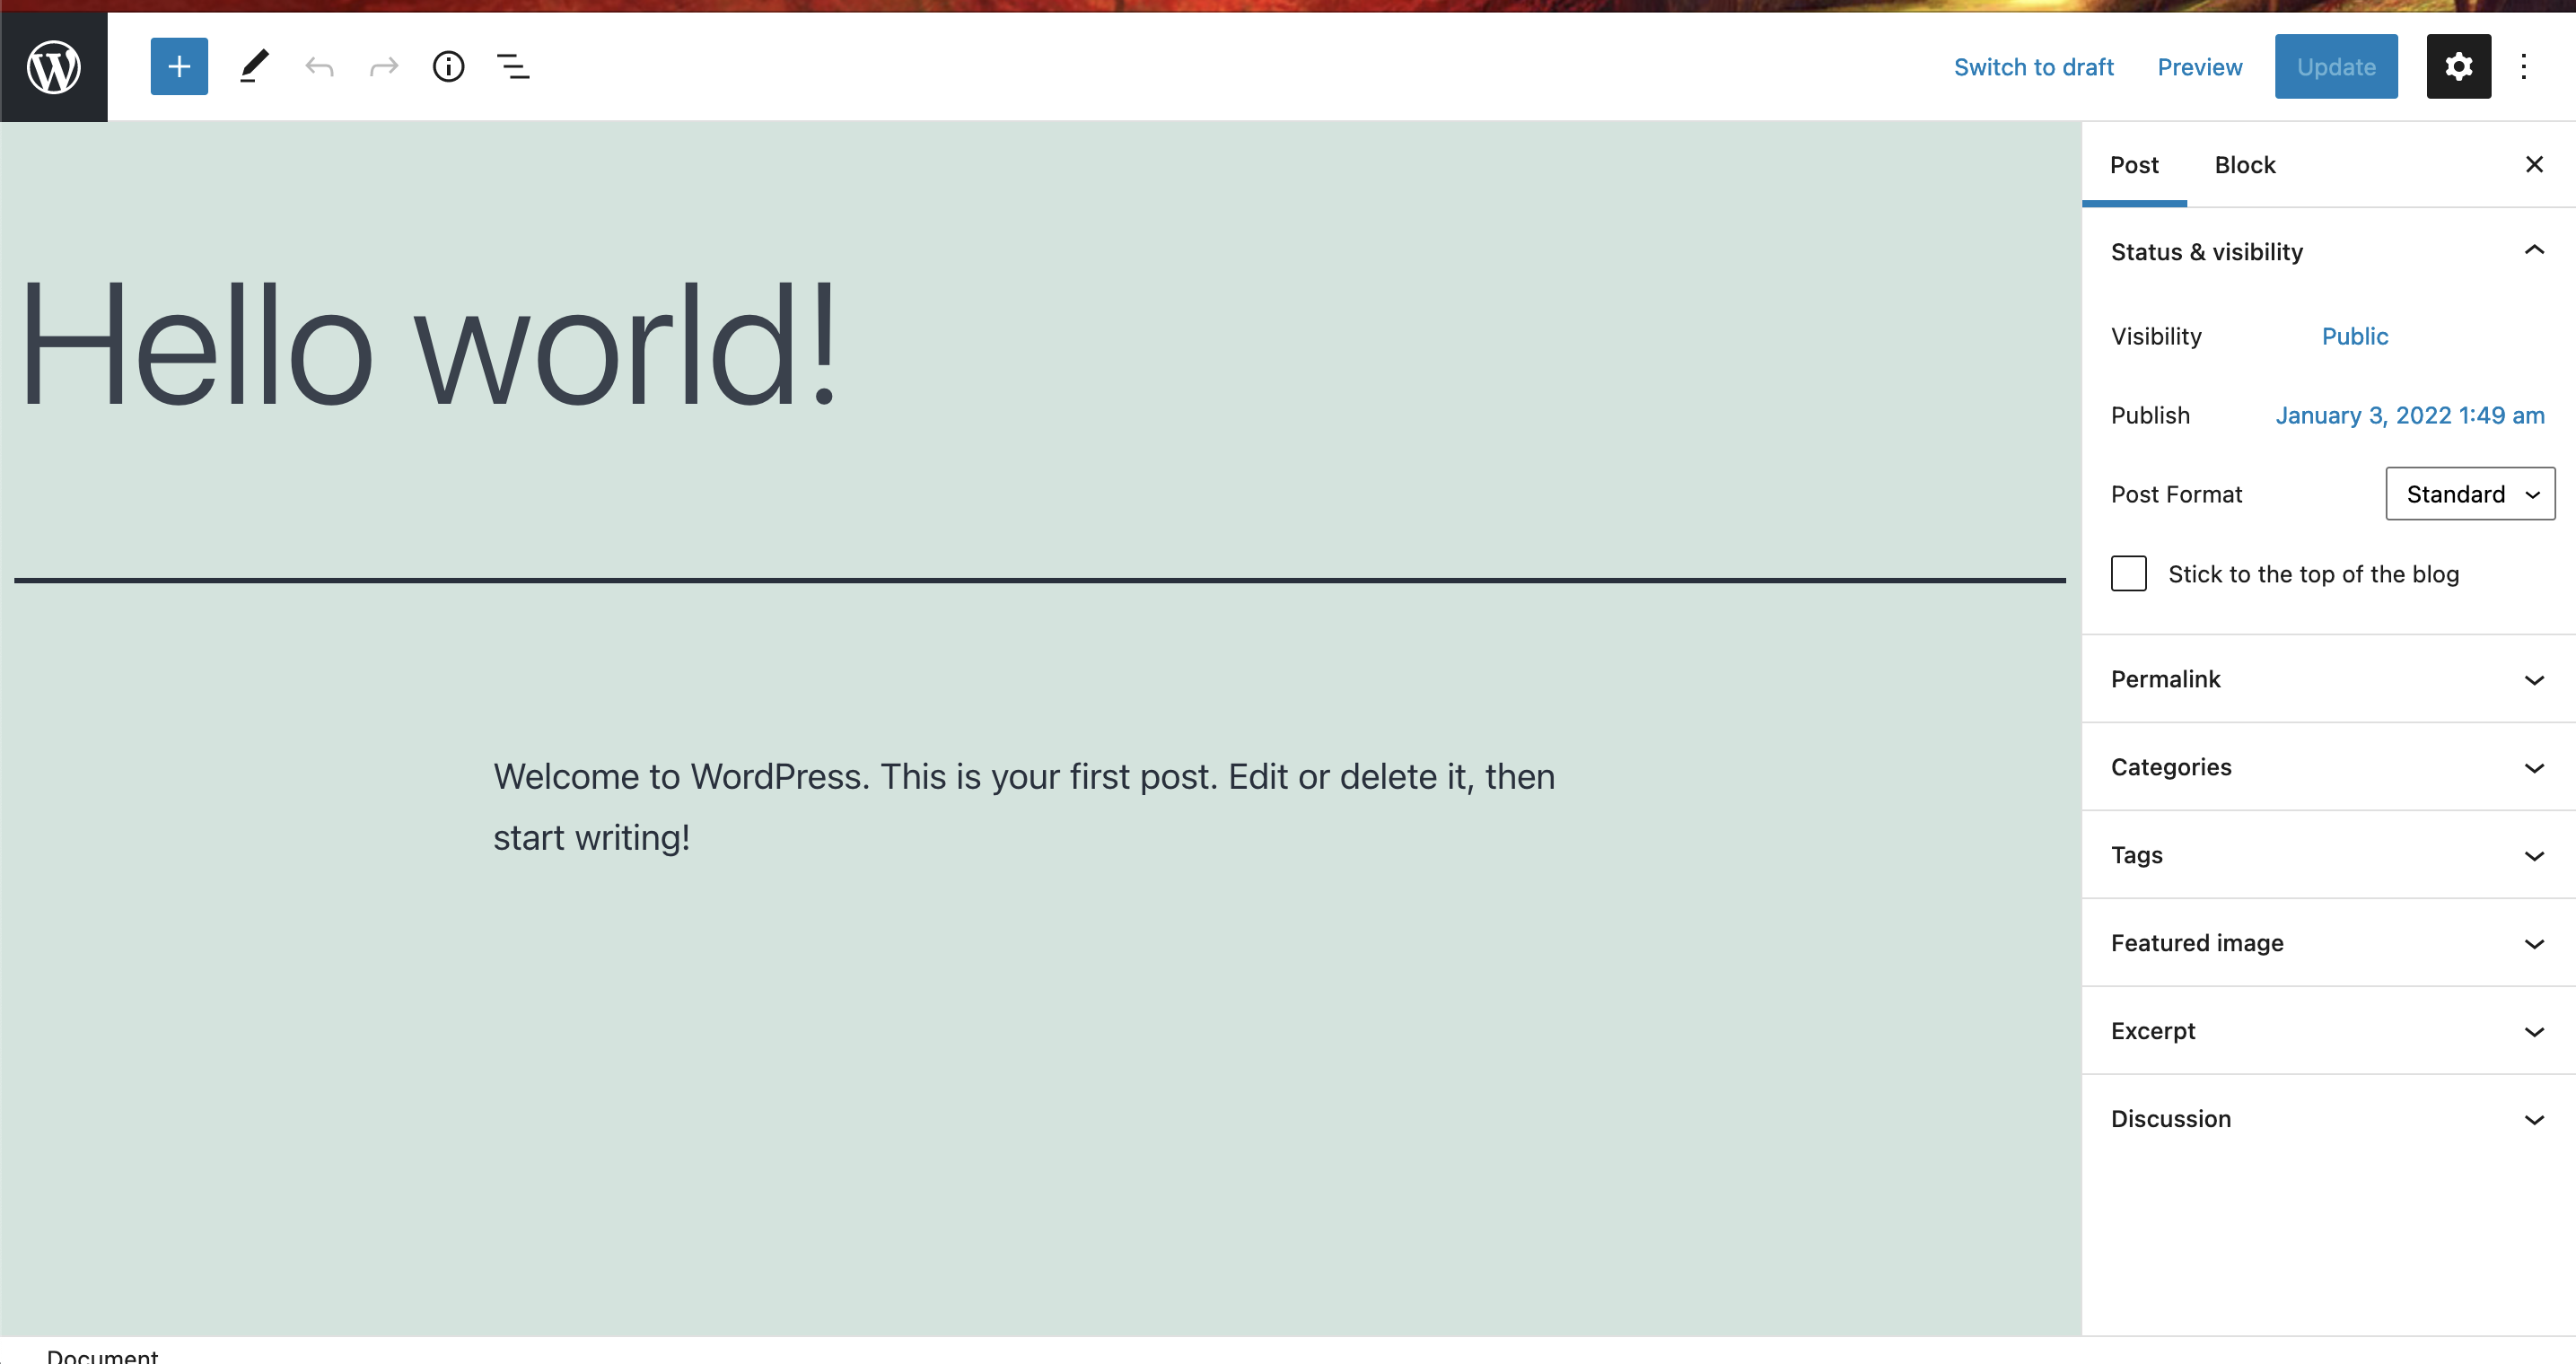 Switch to draft Preview Update
Post Block
Hello world!
Welcome to WordPress. This is your first post. Edit or delete it, then
start writing!
Status & visibility
Visibility Public
Publish January 3, 2022 1:49 am
Post Format Standard
Stick to the top of the blog
Permalink
Categories
Tags
Featured image
Excerpt
Discussion
Document